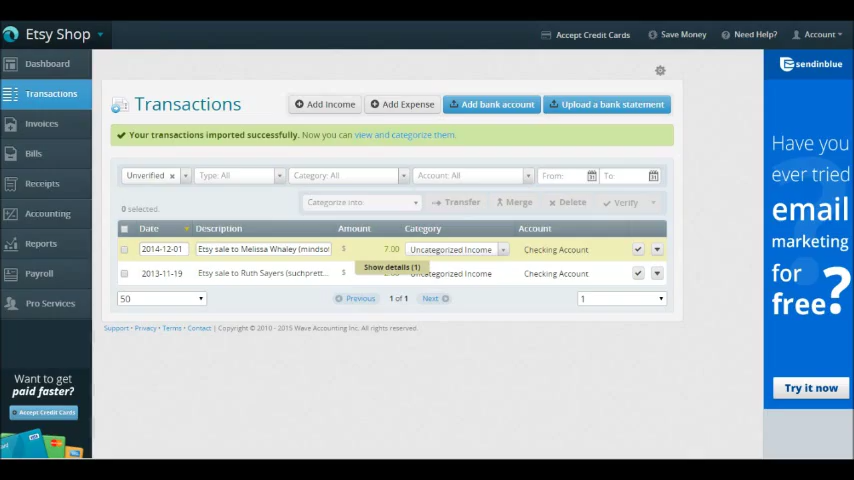 Etsy Shop
Accept Credit Cards
Save Money
Need Help?
Account
Dashboard
Transactions
Invoices
Bills
Receipts
Accounting
Reports
Payroll
Pro Services
Want to get
paid faster?
Accept Credit Cards
Transactions
Add Income
Add Expense
Add bank account
Upload a bank statement
Your transactions imported successfully. Now you can view and categorize them.
Unverified
Type: All
Category: All
Account: All
From:
To:
0 selected.
Categorize into
Transfer
Merge
Delete
Verify
Date Description Amount Category Account
2014-12-01 Etsy sale to Melissa Whaley (mindso $ 7.00 Uncategorized Income Checking Account
Show details (1)
2013-11-19 Etsy sale to Ruth Sayers (suchprett... $ Uncategorized Income Checking Account
50
Previous 1 of 1 Next
1
Support · Privacy · Terms · Contact | Copyright © 2010 - 2015 Wave Accounting Inc. All rights reserved.
sendinblue
Have you
ever tried
email
marketing
for
free?
Try it now